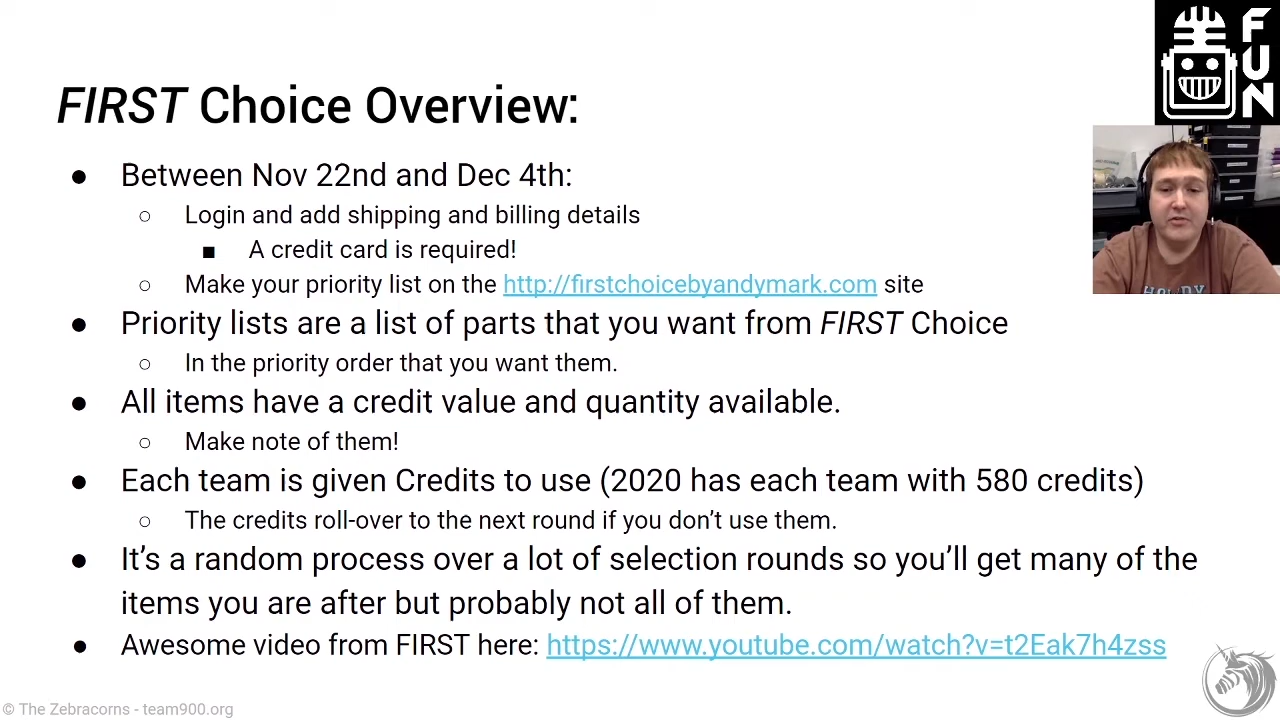 FUN
FIRST Choice Overview:
● Between Nov 22nd and Dec 4th:
○ Login and add shipping and billing details
■ A credit card is required!
○ Make your priority list on the http://firstchoicebyandymark.com site
● Priority lists are a list of parts that you want from FIRST Choice
○ In the priority order that you want them.
● All items have a credit value and quantity available.
○ Make note of them!
● Each team is given Credits to use (2020 has each team with 580 credits)
○ The credits roll-over to the next round if you don’t use them.
● It’s a random process over a lot of selection rounds so you’ll get many of the
items you are after but probably not all of them.
● Awesome video from FIRST here: https://www.youtube.com/watch?v=t2Eak7h4zss
© The Zebracorns - team900.org
HOWDY